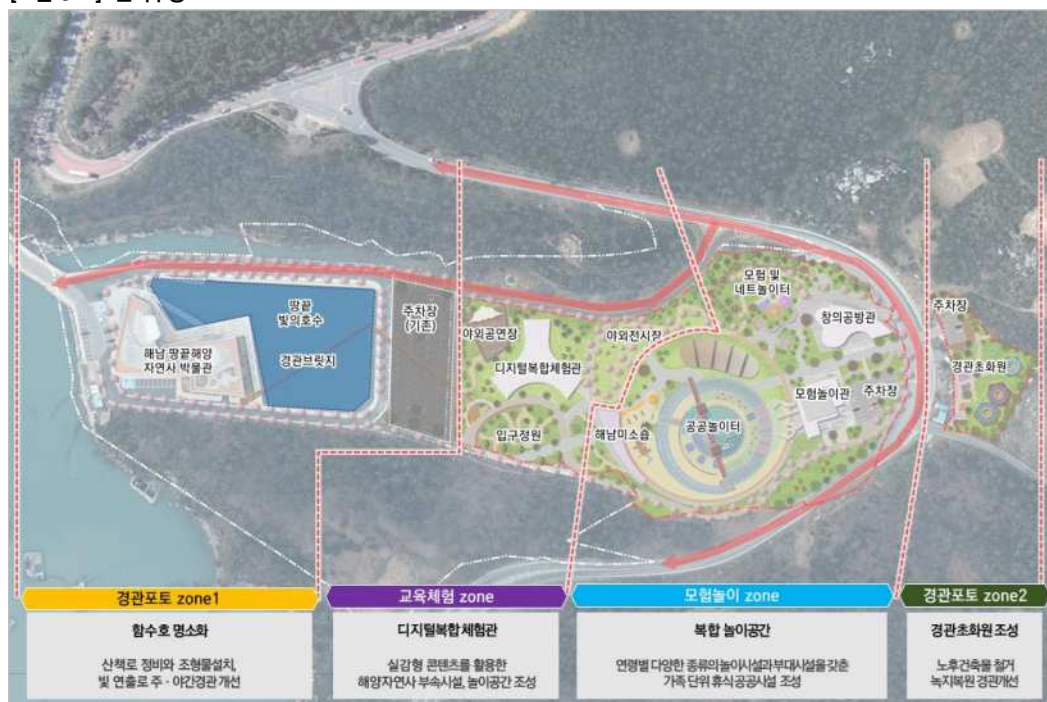 땅끝
빛의호수
경관브릿지
해남 땅끝해양
자연사 박물관
주차장
(기존)
야외공연장
디지털복합체험관
야외전시장
입구정원
해남미소숍
공공놀이터
모험 및
네트놀이터
창의공방관
모험놀이관
주차장
주차장
경관초화원
경관포토 zone1
함수호 명소화
산책로 정비와 조형물설치,
빛 연출로 주·야간경관 개선
교육체험 zone
디지털복합체험관
실감형 콘텐츠를 활용한
해양자연사 부속시설, 놀이공간 조성
모험놀이 zone
복합 놀이공간
연령별 다양한 종류의놀이시설과부대시설을갖춘
가족 단위 휴식공공시설 조성
경관포토 zone2
경관초화원 조성
노후건축물 철거
녹지복원 경관개선